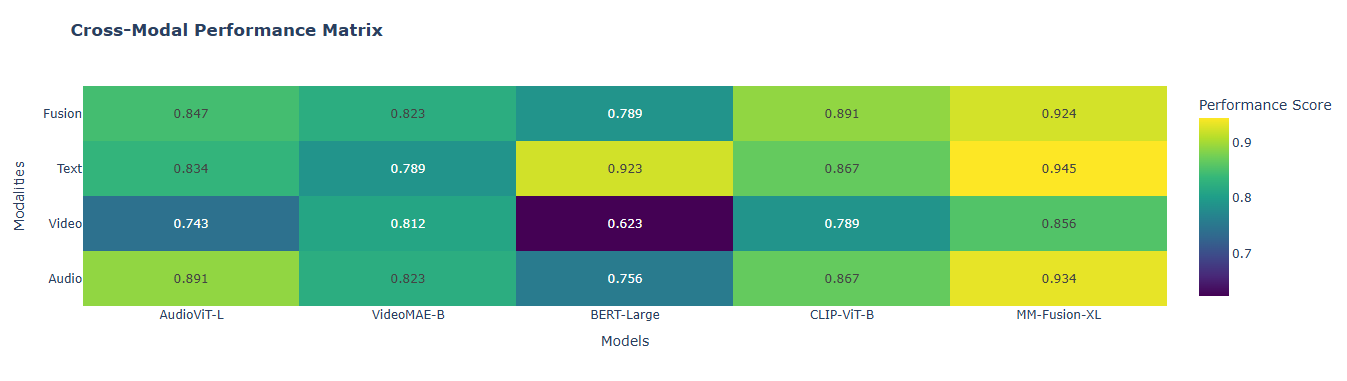 Cross-Modal Performance Matrix
Performance Score
Modalities
Fusion 0.847 0.823 0.789 0.891 0.924
Text 0.834 0.789 0.923 0.867 0.945
Video 0.743 0.812 0.623 0.789 0.856
Audio 0.891 0.823 0.756 0.867 0.934
AudioViT-L VideoMAE-B BERT-Large CLIP-ViT-B MM-Fusion-XL
Models
0.9
0.8
0.7